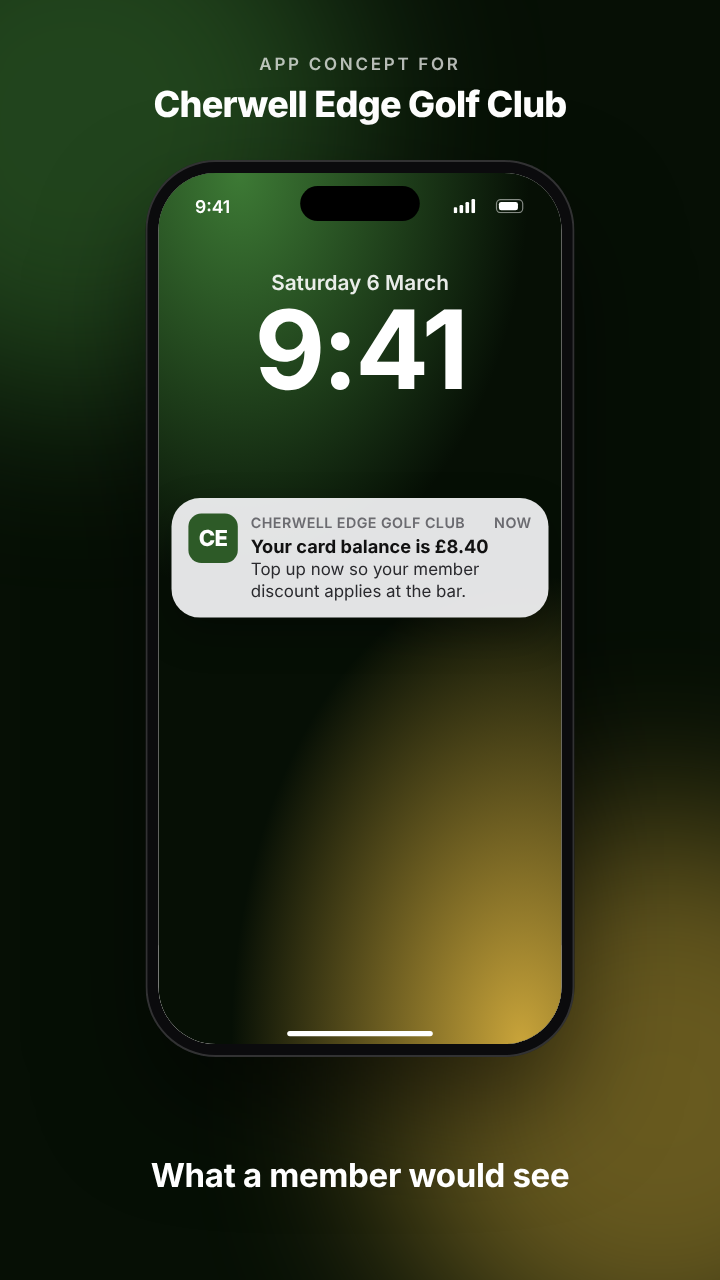 APP CONCEPT FOR
Cherwell Edge Golf Club
9:41
Saturday 6 March
9:41
CE
CHERWELL EDGE GOLF CLUB NOW
Your card balance is £8.40
Top up now so your member
discount applies at the bar.
What a member would see